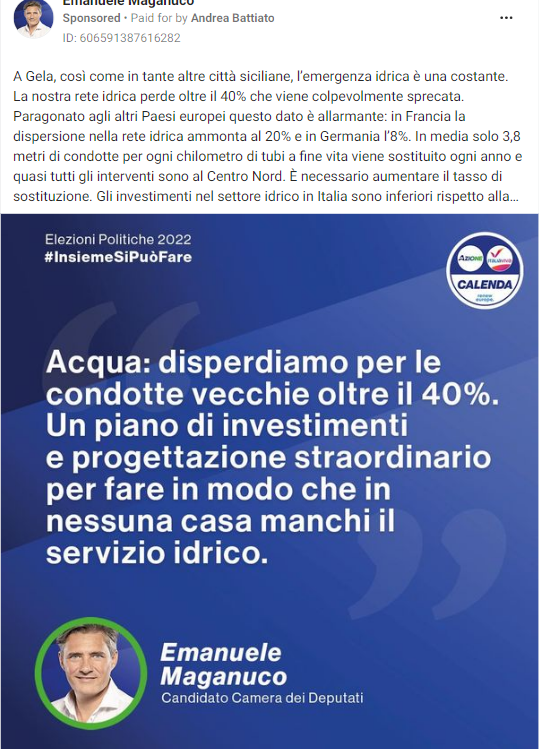 Emanuele Maganuco
Sponsored • Paid for by Andrea Battiato
ID: 606591387616282
A Gela, così come in tante altre città siciliane, l'emergenza idrica è una costante.
La nostra rete idrica perde oltre il 40% che viene colpevolmente sprecata.
Paragonato agli altri Paesi europei questo dato è allarmante: in Francia la
dispersione nella rete idrica ammonta al 20% e in Germania l'8%. In media solo 3,8
metri di condotte per ogni chilometro di tubi a fine vita viene sostituito ogni anno e
quasi tutti gli interventi sono al Centro Nord. È necessario aumentare il tasso di
sostituzione. Gli investimenti nel settore idrico in Italia sono inferiori rispetto alla...
Elezioni Politiche 2022
#InsiemeSiPuòFare
AZIONE
ITALIA VIVA
CALENDA
renew
europe.
Acqua: disperdiamo per le
condotte vecchie oltre il 40%.
Un piano di investimenti
e progettazione straordinario
per fare in modo che in
nessuna casa manchi il
servizio idrico.
Emanuele
Maganuco
Candidato Camera dei Deputati